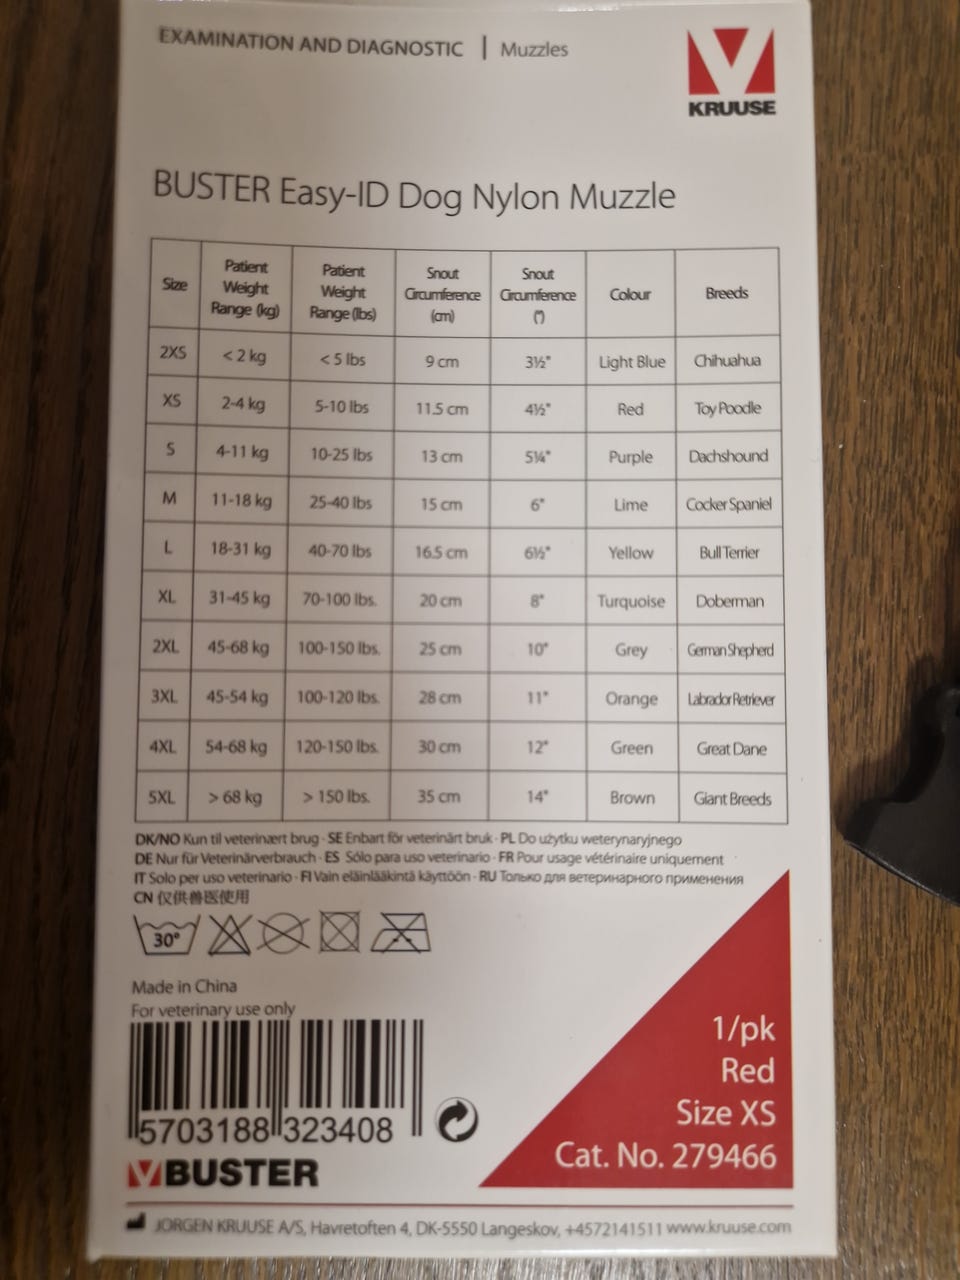 EXAMINATION AND DIAGNOSTIC | Muzzles
KRUUSE
BUSTER Easy-ID Dog Nylon Muzzle
Size Patient Weight Range (kg) Patient Weight Range (lbs) Snout Circumference (cm) Snout Circumference (") Colour Breeds
2XS < 2 kg < 5 lbs 9 cm 3½" Light Blue Chihuahua
XS 2-4 kg 5-10 lbs 11.5 cm 4½" Red Toy Poodle
S 4-11 kg 10-25 lbs 13 cm 5¼" Purple Dachshound
M 11-18 kg 25-40 lbs 15 cm 6" Lime Cocker Spaniel
L 18-31 kg 40-70 lbs 16.5 cm 6½" Yellow Bull Terrier
XL 31-45 kg 70-100 lbs. 20 cm 8" Turquoise Doberman
2XL 45-68 kg 100-150 lbs. 25 cm 10" Grey German Shepherd
3XL 45-54 kg 100-120 lbs. 28 cm 11" Orange Labrador Retriever
4XL 54-68 kg 120-150 lbs. 30 cm 12" Green Great Dane
5XL > 68 kg > 150 lbs. 35 cm 14" Brown Giant Breeds
DK/NO Kun til veterinært brug · SE Enbart för veterinärt bruk · PL Do użytku weterynaryjnego
DE Nur für Veterinärverbrauch · ES Sólo para uso veterinario · FR Pour usage vétérinaire uniquement
IT Solo per uso veterinario · FI Vain eläinlääkintä käyttöön · RU Только для ветеринарного применения
CN 仅供兽医使用
30°
Made in China
For veterinary use only
5703188 323408
BUSTER
1/pk
Red
Size XS
Cat. No. 279466
JORGEN KRUUSE A/S, Havretoften 4, DK-5550 Langeskov, +4572141511 www.kruuse.com